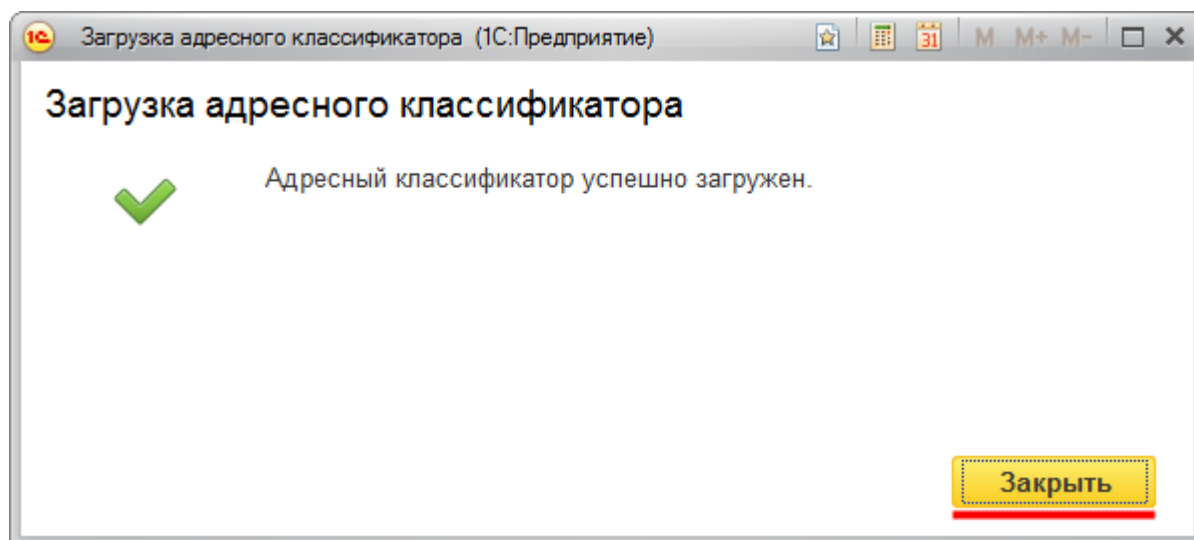 1С Загрузка адресного классификатора (1С:Предприятие) 31 M M+ M-
Загрузка адресного классификатора
Адресный классификатор успешно загружен.
Закрыть